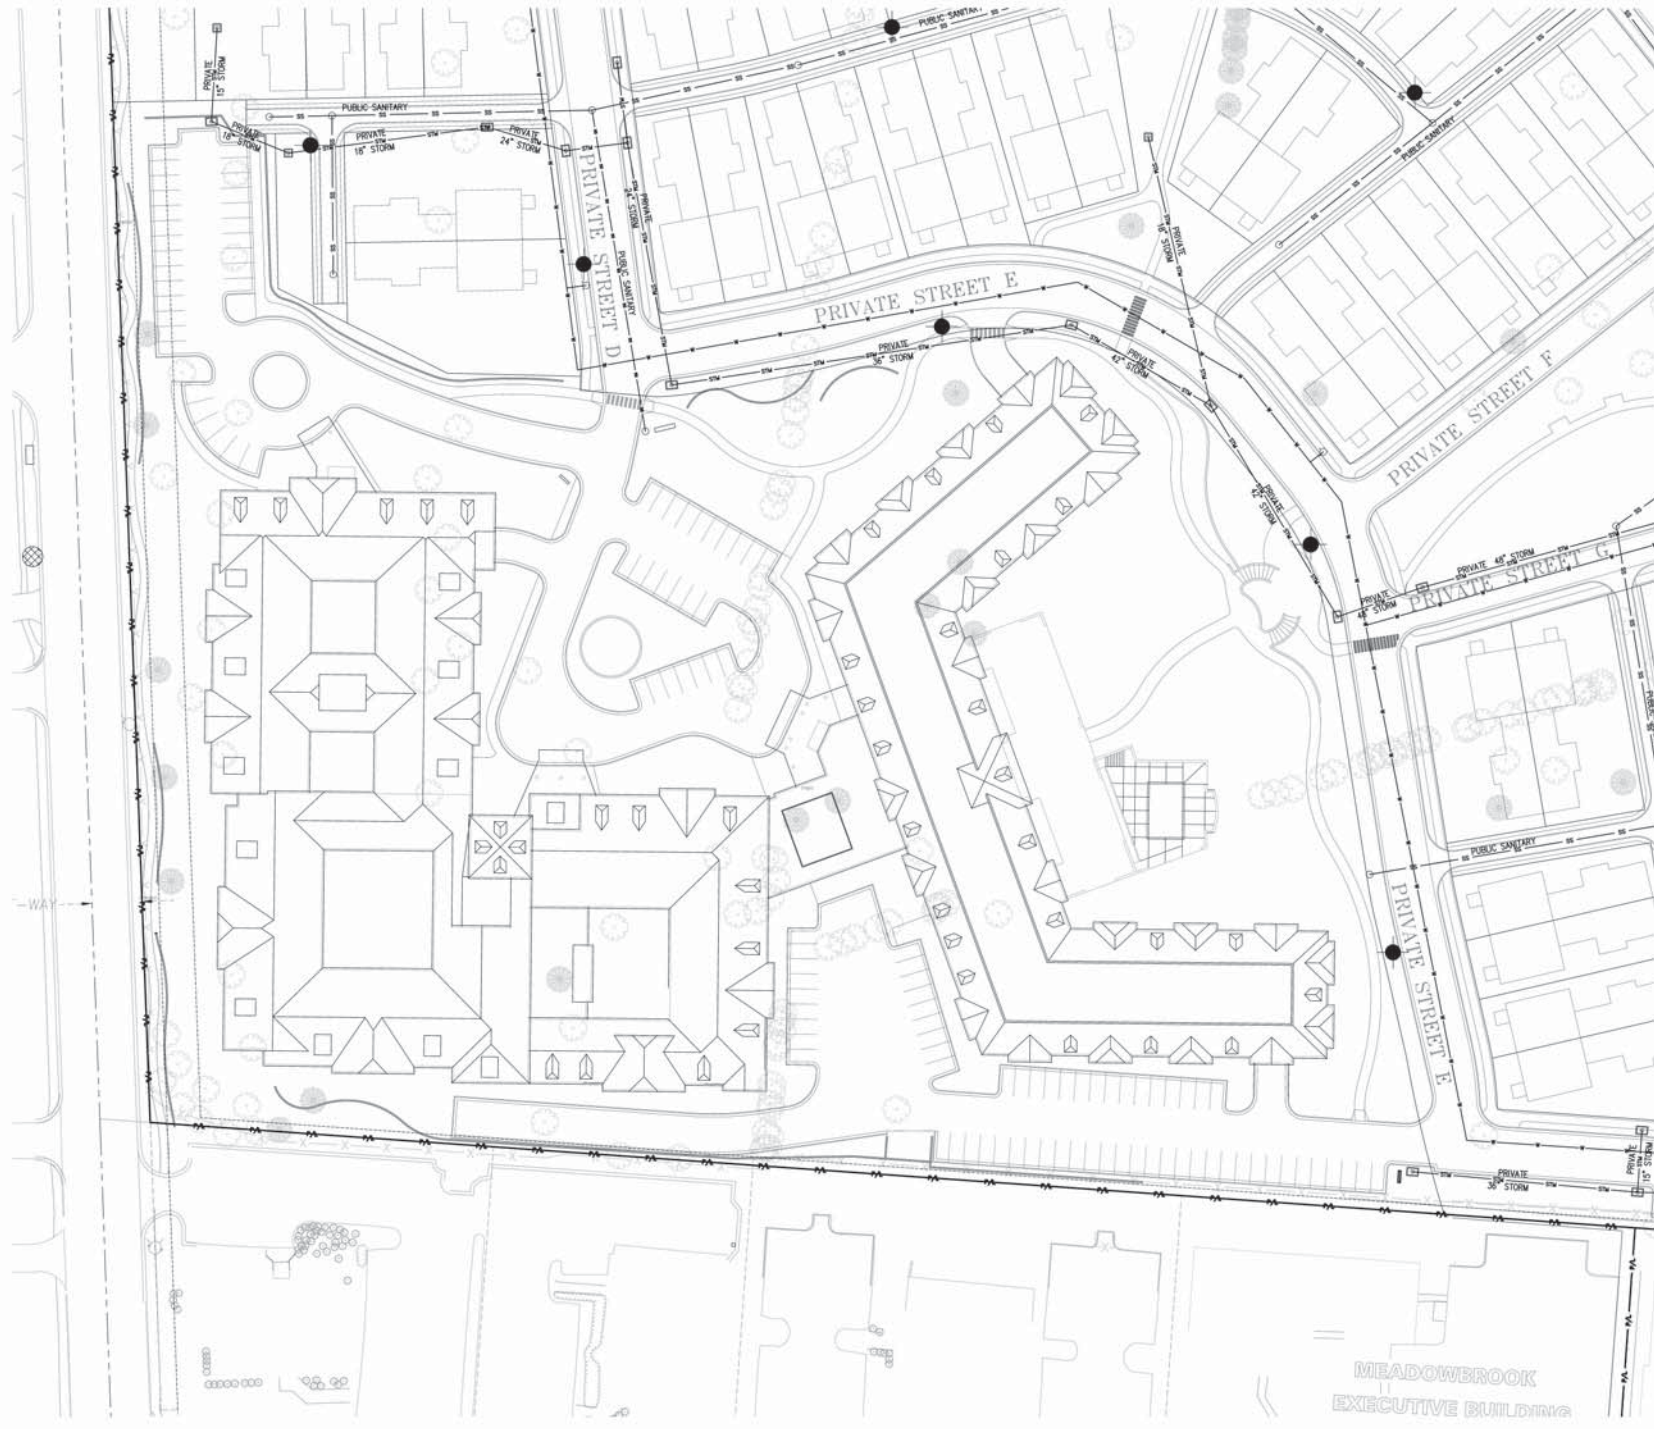 PUBLIC SANITARY
PRIVATE
15" STORM
PUBLIC SANITARY
PRIVATE
18" STORM
PRIVATE
18" STORM
PRIVATE
24" STORM
PUBLIC SANITARY
PRIVATE STREET D
PRIVATE
24" STORM
PUBLIC SANITARY
PRIVATE
18" STORM
PRIVATE STREET E
PRIVATE
36" STORM
PRIVATE
42" STORM
PRIVATE STREET F
PRIVATE
42" STORM
PRIVATE 48" STORM
PRIVATE STREET G
PRIVATE
48" STORM
PUBLIC SANITARY
-WAY
PRIVATE STREET E
PRIVATE
36" STORM
PRIVATE
15" STORM
MEADOWBROOK
EXECUTIVE BUILDING